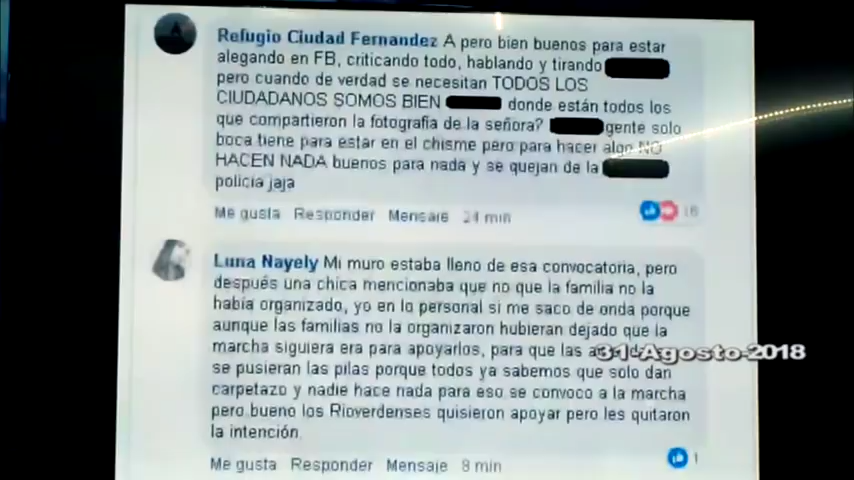 Refugio Ciudad Fernandez A pero bien buenos para estar
alegando en FB, criticando todo, hablando y tirando
pero cuando de verdad se necesitan TODOS LOS
CIUDADANOS SOMOS BIEN donde están todos los
que compartieron la fotografía de la señora? gente solo
boca tiene para estar en el chisme pero para hacer algo NO
HACEN NADA buenos para nada y se quejan de la
policía jaja
Me gusta Responder Mensaje 24 min
16
Luna Nayely Mi muro estaba lleno de esa convocatoria, pero
después una chica mencionaba que no que la familia no la
había organizado, yo en lo personal si me saco de onda porque
aunque las familias no la organizaron hubieran dejado que la
marcha siguiera era para apoyarlos, para que las
31-Agosto-2018
se pusieran las pilas porque todos ya sabemos que solo dan
carpetazo y nadie hace nada para eso se convoco a la marcha
pero bueno los Rioverdenses quisieron apoyar pero les quitaron
la intención.
Me gusta Responder Mensaje 8 min
1